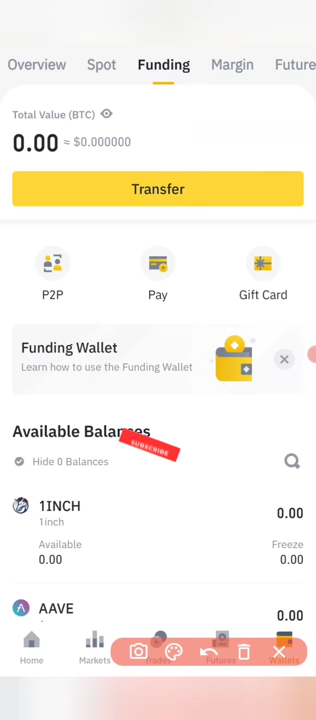 Overview Spot Funding Margin Future
Total Value (BTC)
0.00 ≈ $0.000000
Transfer
P2P Pay Gift Card
Funding Wallet
Learn how to use the Funding Wallet
Available Balances
SUBSCRIBE
Hide 0 Balances
1INCH 0.00
1inch
Available Freeze
0.00 0.00
AAVE 0.00
Home Markets Trades Futures Wallets